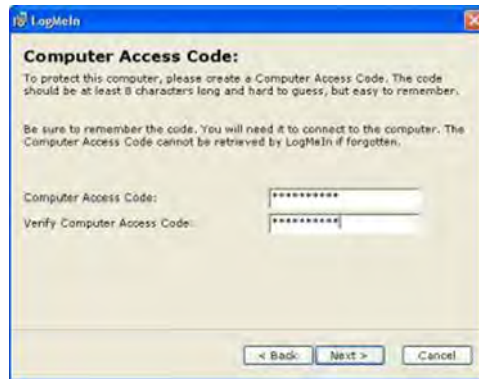 LogMeIn
Computer Access Code:
To protect this computer, please create a Computer Access Code. The code
should be at least 8 characters long and hard to guess, but easy to remember.
Be sure to remember the code. You will need it to connect to the computer. The
Computer Access Code cannot be retrieved by LogMeIn if forgotten.
Computer Access Code: **********
Verify Computer Access Code: **********
< Back Next > Cancel